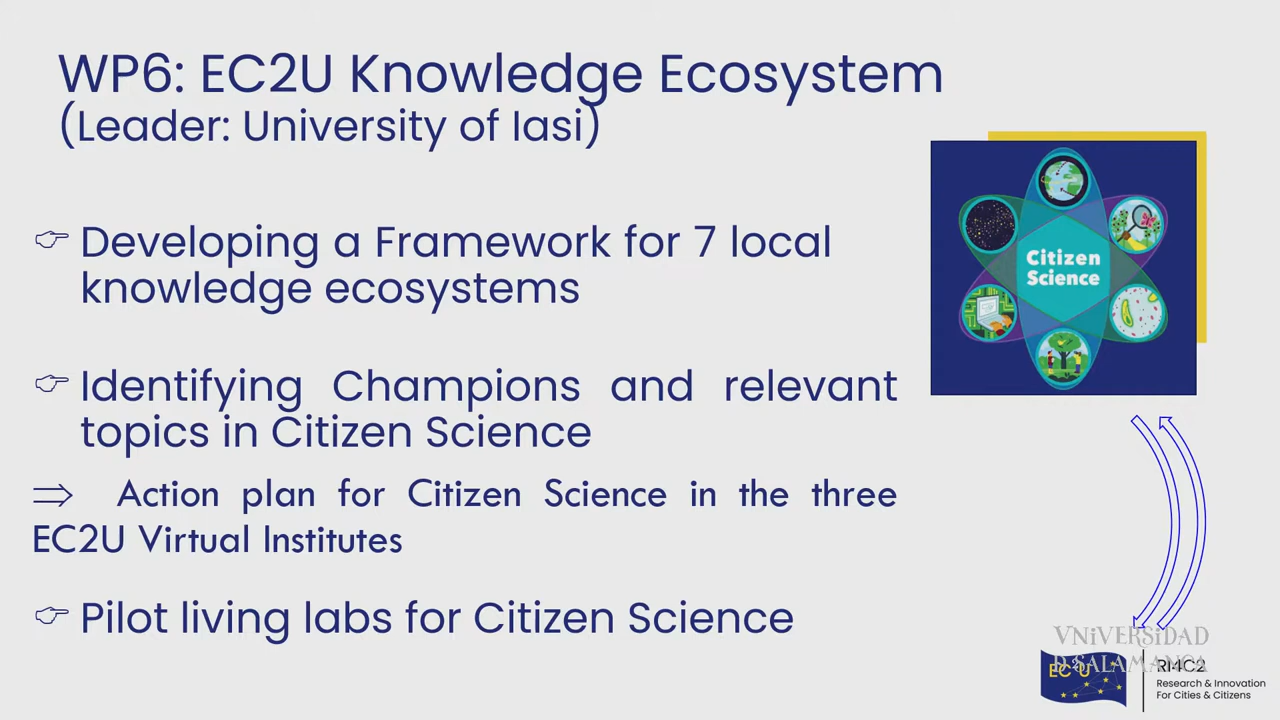 WP6: EC2U Knowledge Ecosystem
(Leader: University of Iasi)
☞ Developing a Framework for 7 local
knowledge ecosystems
☞ Identifying Champions and relevant
topics in Citizen Science
⇒ Action plan for Citizen Science in the three
EC2U Virtual Institutes
☞ Pilot living labs for Citizen Science
Citizen
Science
VNiVERSiDAD
D SALAMANCA
EC2U
RI4C2
Research & Innovation
For Cities & Citizens